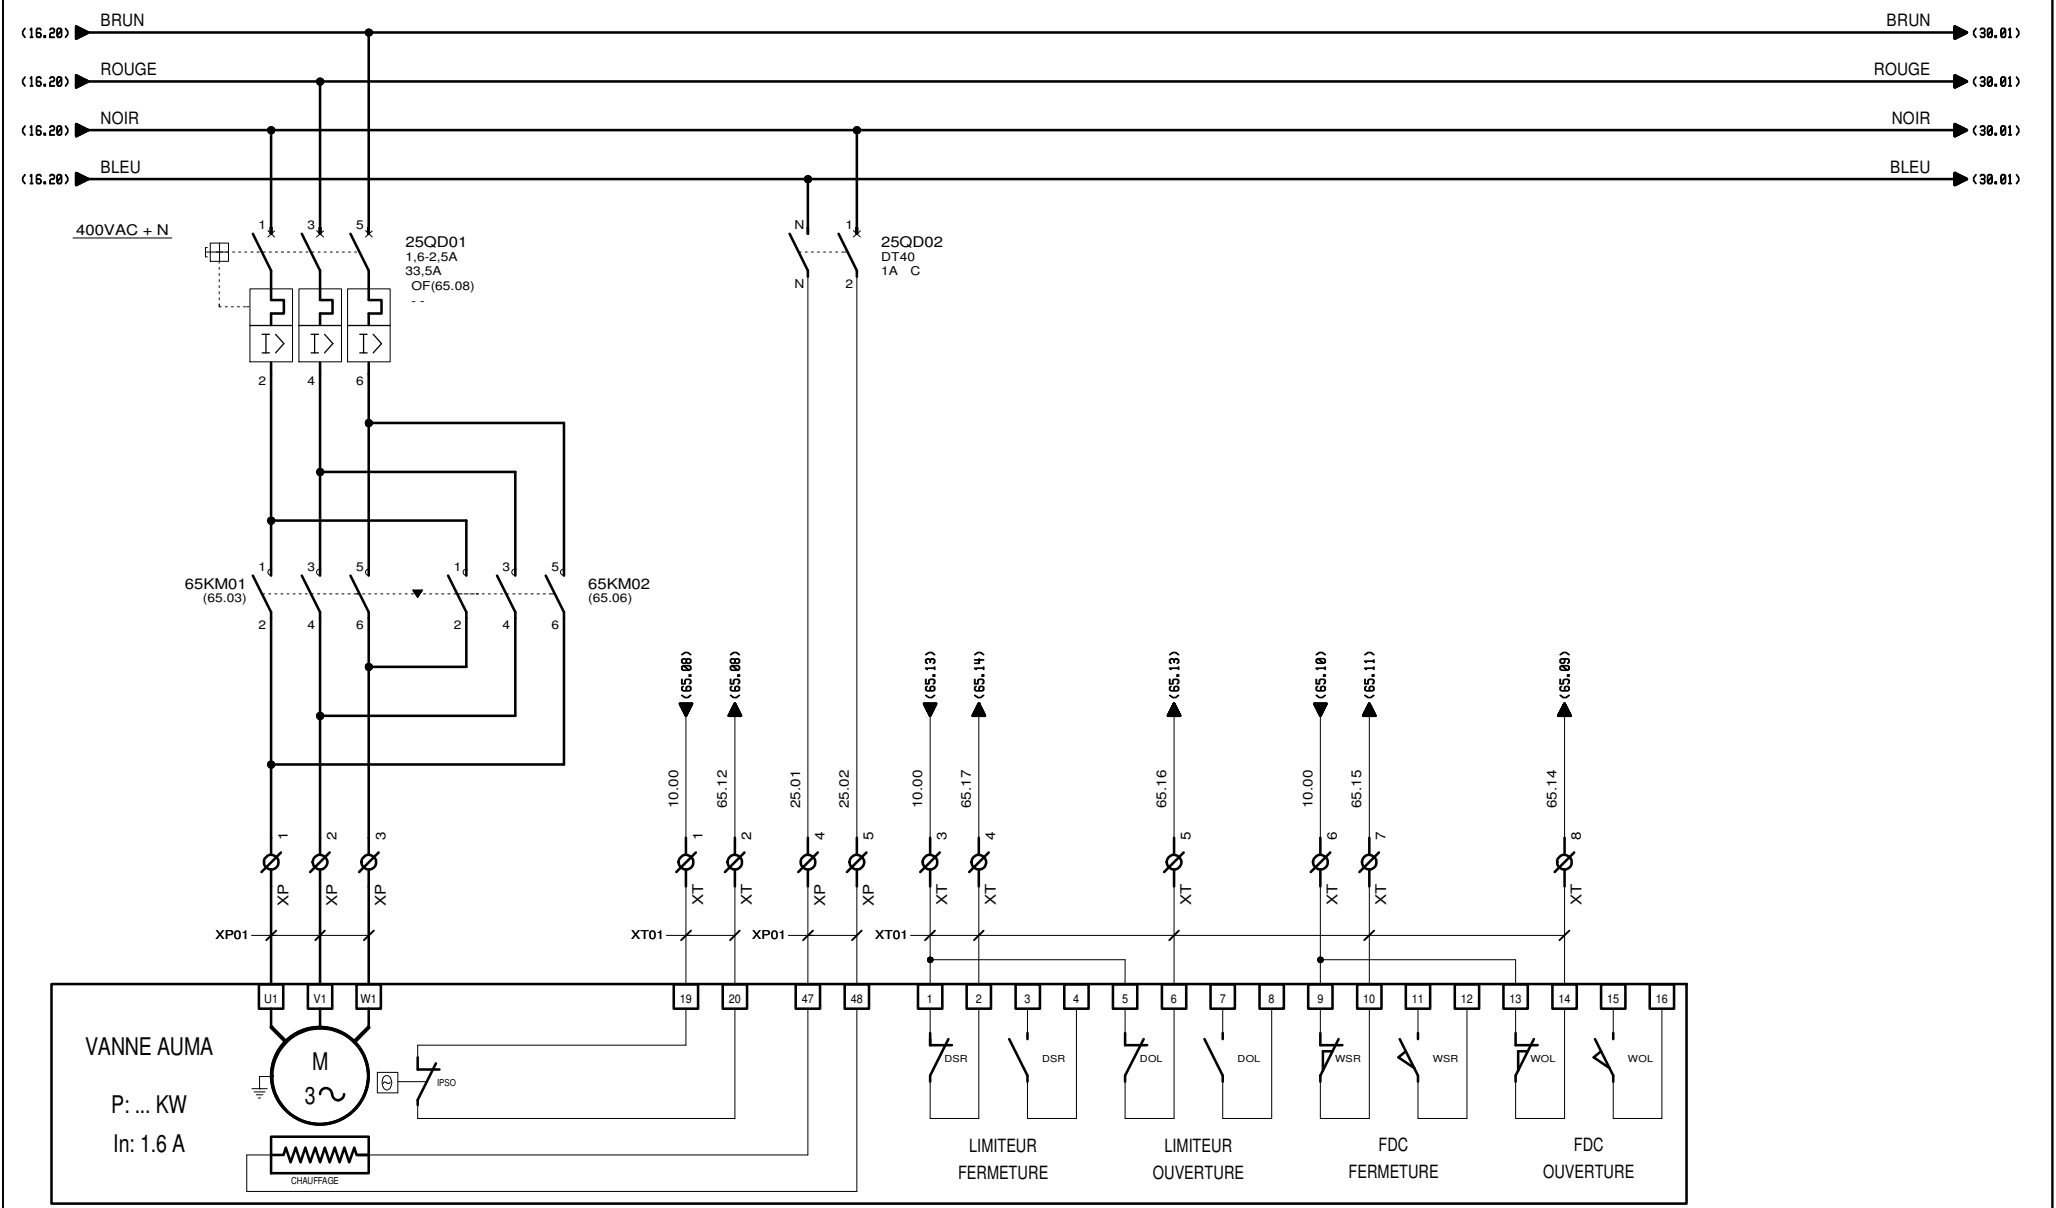 (16.20) BRUN BRUN (30.01)
(16.20) ROUGE ROUGE (30.01)
(16.20) NOIR NOIR (30.01)
(16.20) BLEU BLEU (30.01)
400VAC + N
1 3 5
25QD01
1,6-2,5A
33,5A
OF(65.08)
- -
I> I> I>
2 4 6
N 1
25QD02
DT40
1A C
N 2
65KM01
(65.03)
1 3 5 1 3 5
65KM02
(65.06)
2 4 6 2 4 6
(65.08) (65.08) (65.13) (65.14) (65.13) (65.10) (65.11) (65.09)
10.00 65.12 25.01 25.02 10.00 65.17 65.16 10.00 65.15 65.14
1 2 3 1 2 4 5 3 4 5 6 7 8
XP XP XP XT XT XP XP XT XT XT XT XT XT
XP01 XT01 XP01 XT01
U1 V1 W1 19 20 47 48 1 2 3 4 5 6 7 8 9 10 11 12 13 14 15 16
VANNE AUMA
P: ... KW
In: 1.6 A
M
3
IPSO
CHAUFFAGE
DSR DSR DOL DOL WSR WSR WOL WOL
LIMITEUR
FERMETURE
LIMITEUR
OUVERTURE
FDC
FERMETURE
FDC
OUVERTURE